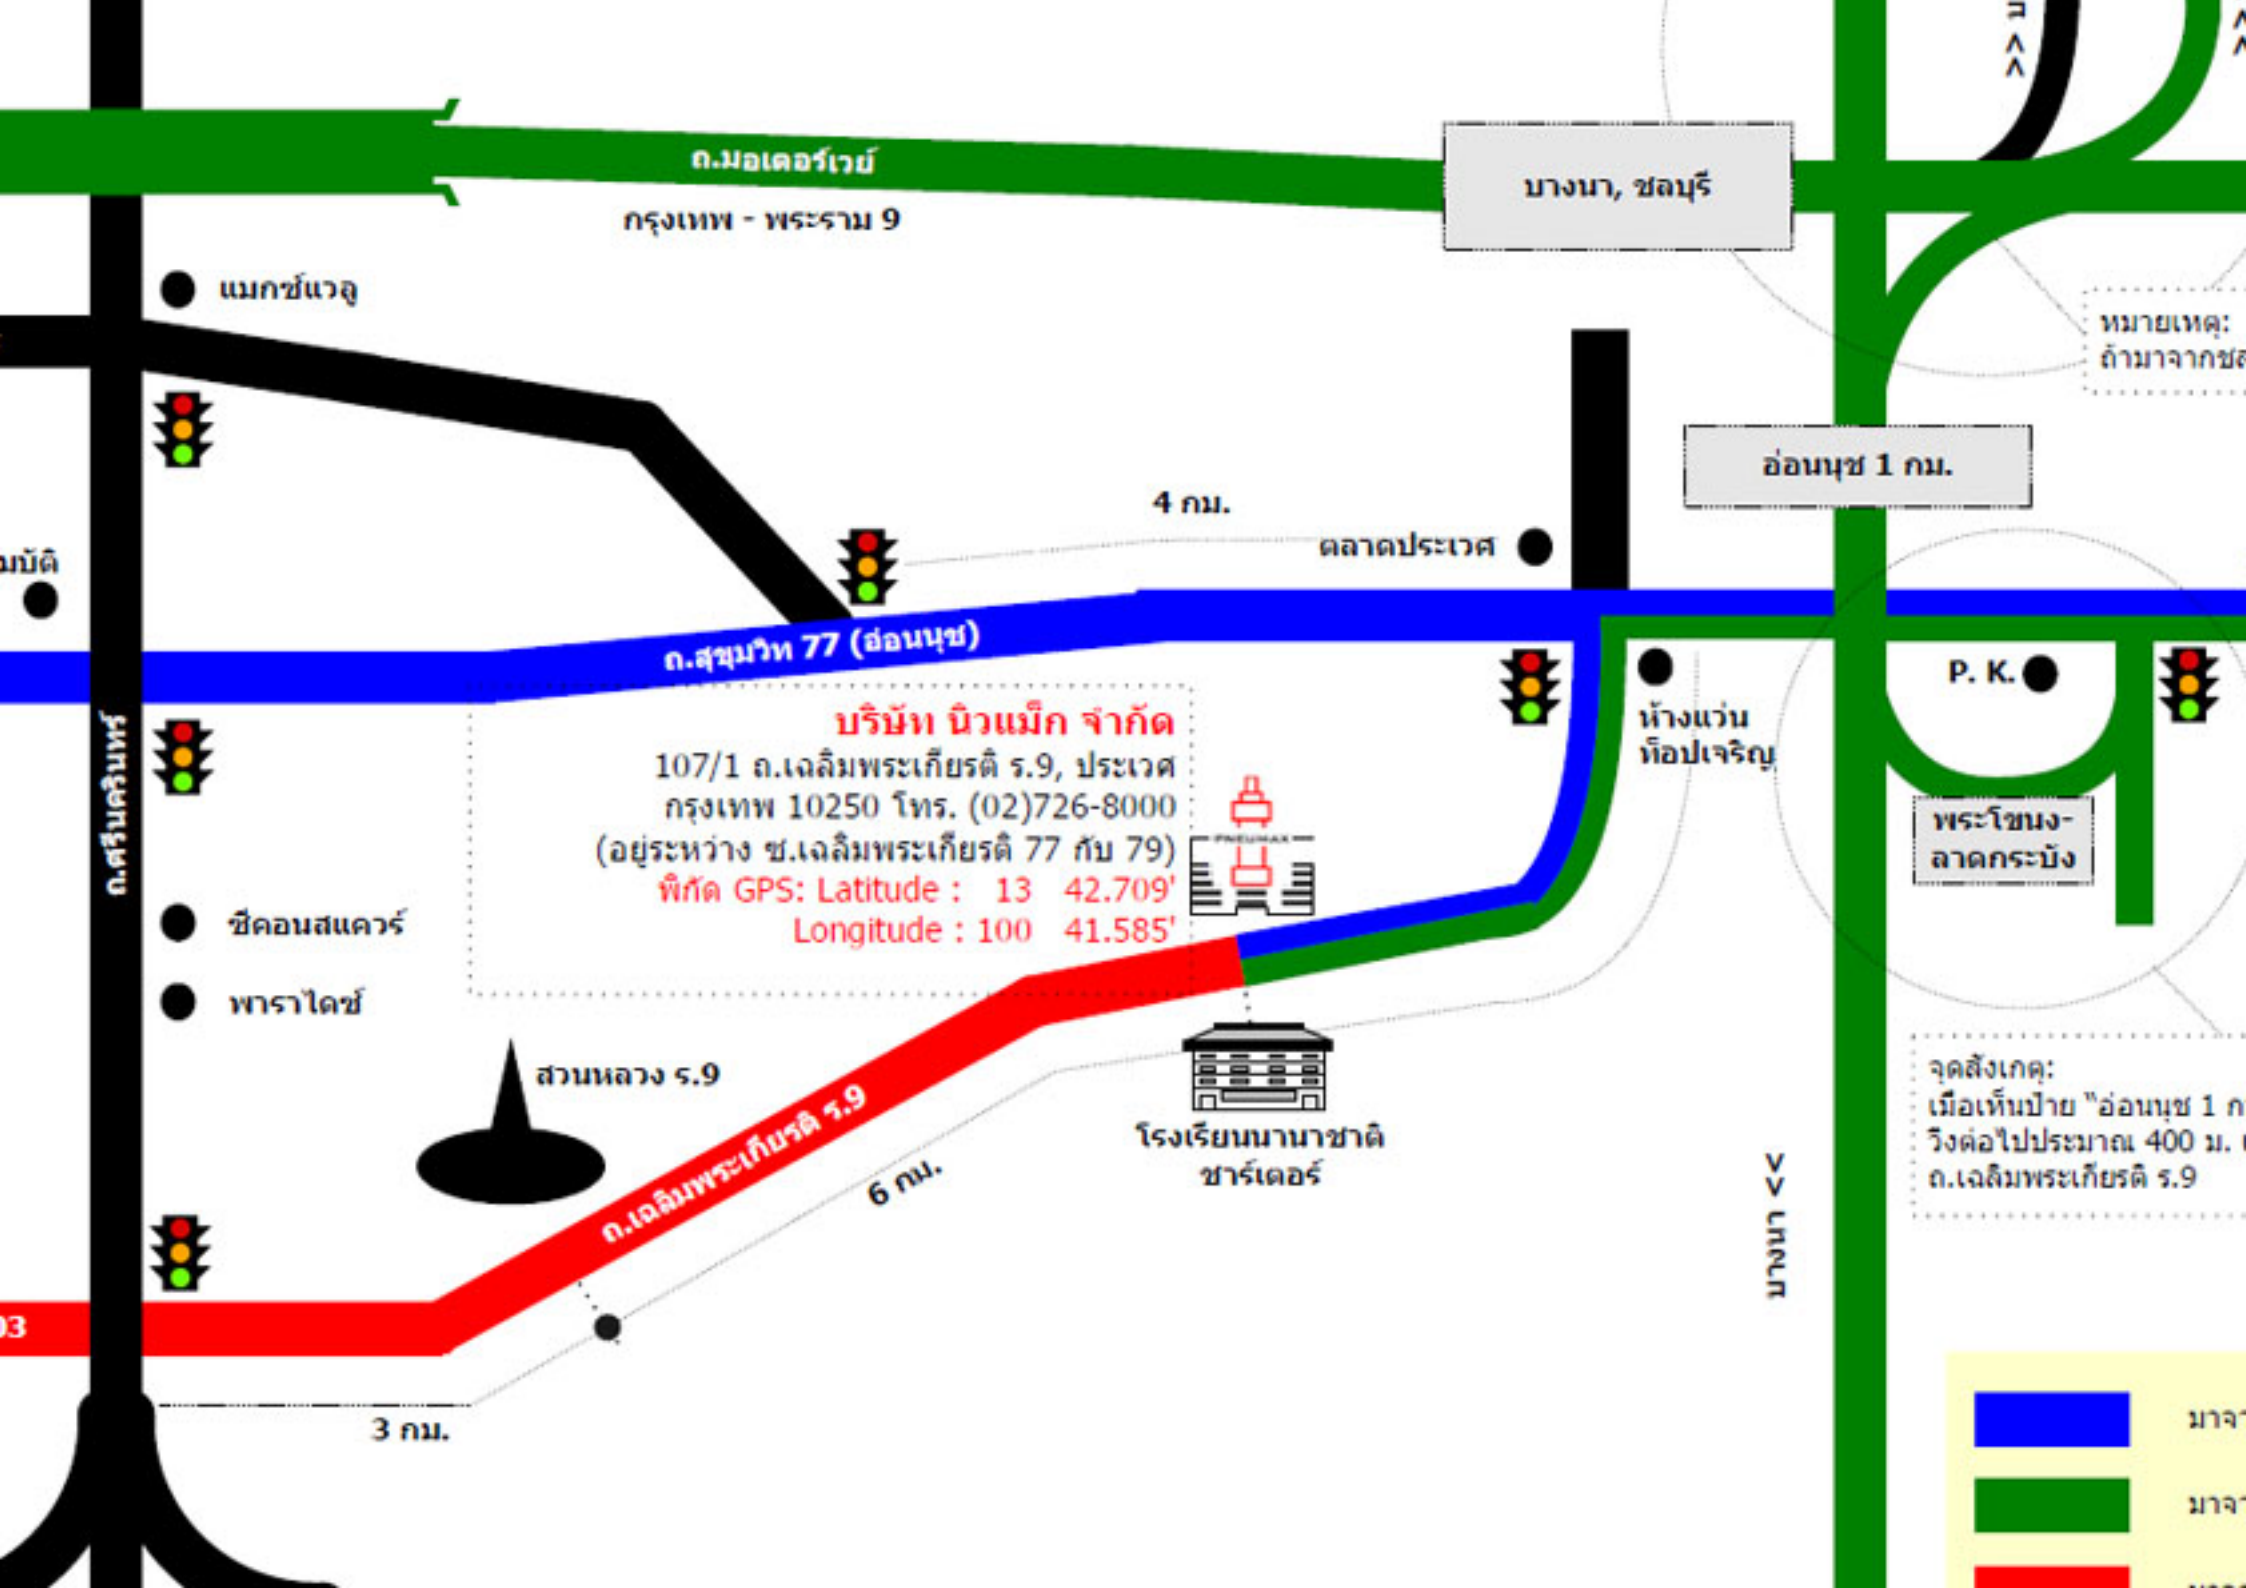 ถ.มอเตอร์เวย์
กรุงเทพ - พระราม 9
บางนา, ชลบุรี
>>
แมกซ์แวลู
หมายเหตุ:
ถ้ามาจากชล
อ่อนนุช 1 กม.
4 กม.
ตลาดประเวศ
มบัติ
ถ.สุขุมวิท 77 (อ่อนนุช)
P. K.
ห้างแว่น
ท็อปเจริญ
ถ.ศรีนครินทร์
บริษัท นิวแม็ก จำกัด
107/1 ถ.เฉลิมพระเกียรติ ร.9, ประเวศ
กรุงเทพ 10250 โทร. (02)726-8000
(อยู่ระหว่าง ซ.เฉลิมพระเกียรติ 77 กับ 79)
พิกัด GPS: Latitude : 13 42.709'
Longitude : 100 41.585'
PNEUMAX
พระโขนง-
ลาดกระบัง
ซีคอนสแควร์
พาราไดซ์
สวนหลวง ร.9
ถ.เฉลิมพระเกียรติ ร.9
6 กม.
โรงเรียนนานาชาติ
ชาร์เตอร์
จุดสังเกต:
เมื่อเห็นป้าย "อ่อนนุช 1 ก
วิ่งต่อไปประมาณ 400 ม.
ถ.เฉลิมพระเกียรติ ร.9
บางนา <<
03
3 กม.
มาจา
มาจา